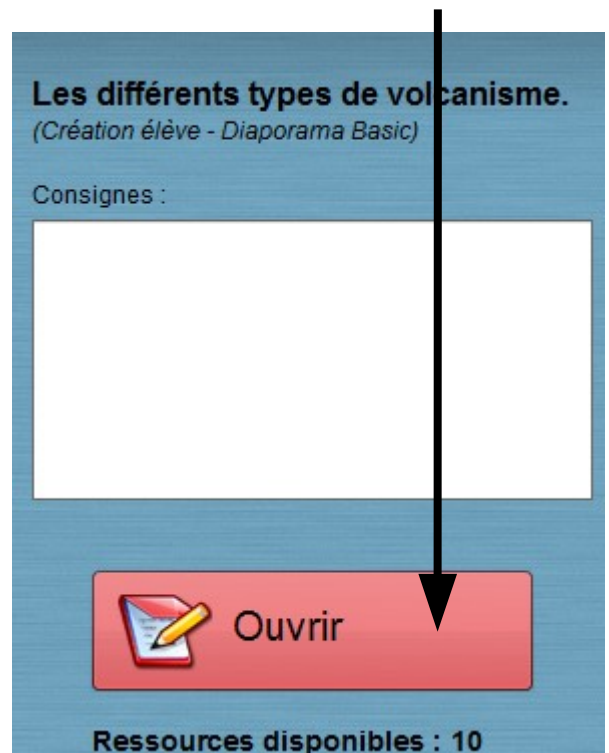 Les différents types de volcanisme.
(Création élève - Diaporama Basic)
Consignes :
Ouvrir
Ressources disponibles : 10